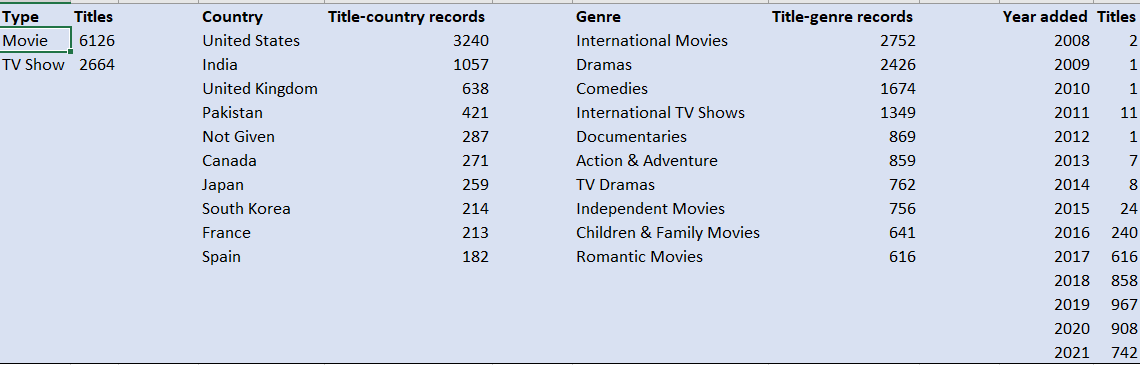 Type Titles Country Title-country records Genre Title-genre records Year added Titles
Movie 6126 United States 3240 International Movies 2752 2008 2
TV Show 2664 India 1057 Dramas 2426 2009 1
United Kingdom 638 Comedies 1674 2010 1
Pakistan 421 International TV Shows 1349 2011 11
Not Given 287 Documentaries 869 2012 1
Canada 271 Action & Adventure 859 2013 7
Japan 259 TV Dramas 762 2014 8
South Korea 214 Independent Movies 756 2015 24
France 213 Children & Family Movies 641 2016 240
Spain 182 Romantic Movies 616 2017 616
2018 858
2019 967
2020 908
2021 742